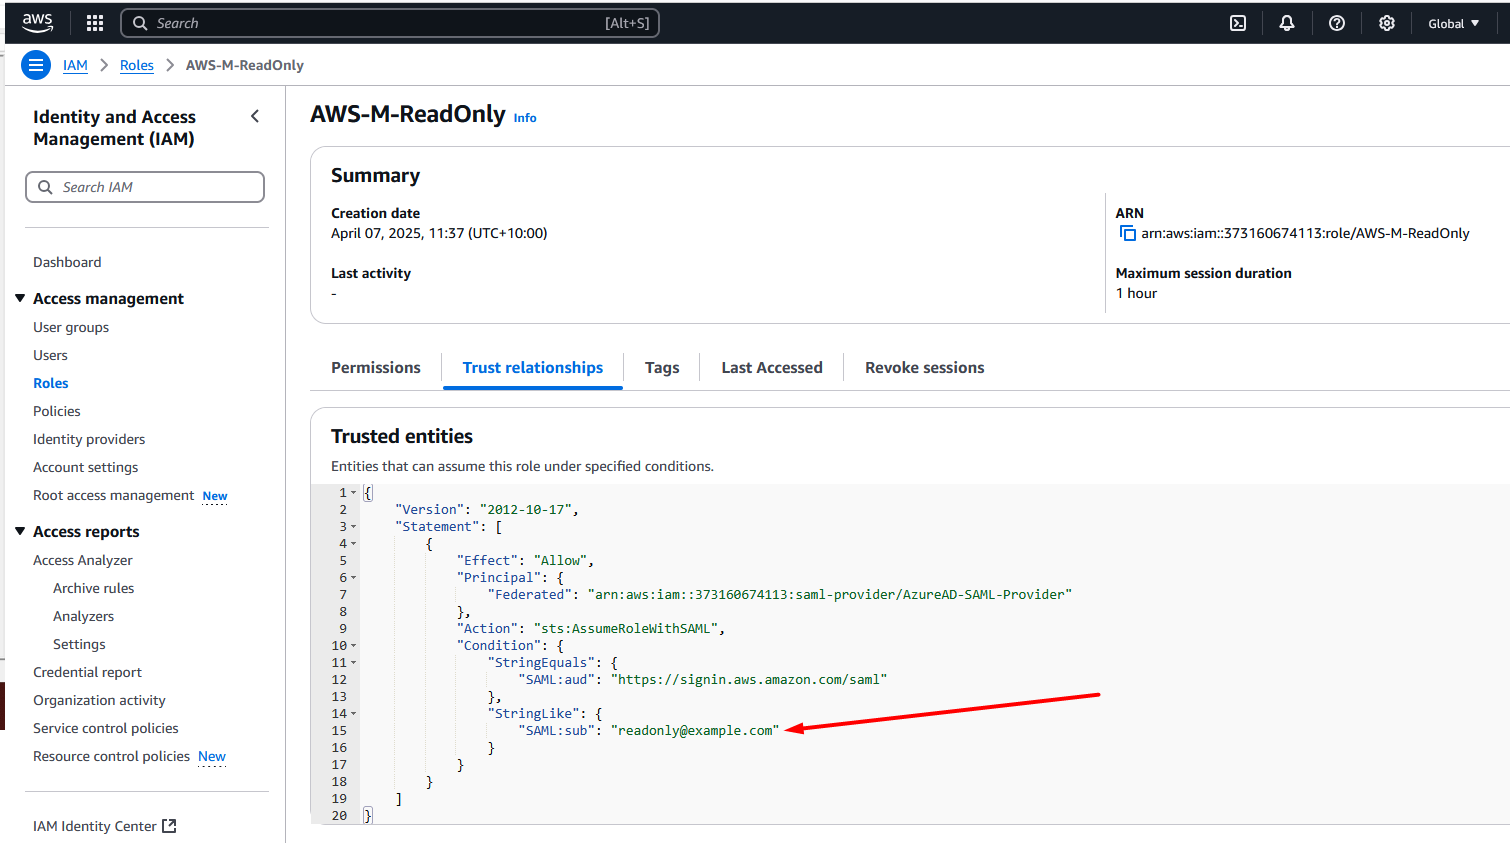 aws
Search [Alt+S]
Global
IAM > Roles > AWS-M-ReadOnly
Identity and Access
Management (IAM)
Search IAM
Dashboard
Access management
User groups
Users
Roles
Policies
Identity providers
Account settings
Root access management New
Access reports
Access Analyzer
Archive rules
Analyzers
Settings
Credential report
Organization activity
Service control policies
Resource control policies New
IAM Identity Center
AWS-M-ReadOnly Info
Summary
Creation date
April 07, 2025, 11:37 (UTC+10:00)
Last activity
-
ARN
arn:aws:iam::373160674113:role/AWS-M-ReadOnly
Maximum session duration
1 hour
Permissions
Trust relationships
Tags
Last Accessed
Revoke sessions
Trusted entities
Entities that can assume this role under specified conditions.
1 {
2 "Version": "2012-10-17",
3 "Statement": [
4 {
5 "Effect": "Allow",
6 "Principal": {
7 "Federated": "arn:aws:iam::373160674113:saml-provider/AzureAD-SAML-Provider"
8 },
9 "Action": "sts:AssumeRoleWithSAML",
10 "Condition": {
11 "StringEquals": {
12 "SAML:aud": "https://signin.aws.amazon.com/saml"
13 },
14 "StringLike": {
15 "SAML:sub": "readonly@example.com"
16 }
17 }
18 }
19 ]
20 }